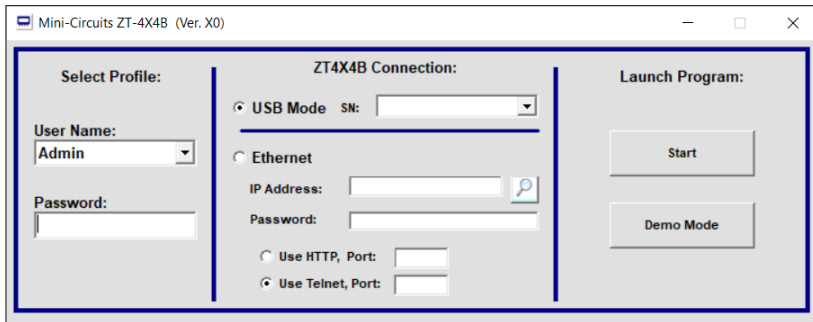 Mini-Circuits ZT-4X4B (Ver. X0)
Select Profile:
User Name:
Admin
Password:
ZT4X4B Connection:
USB Mode SN:
Ethernet
IP Address:
Password:
Use HTTP, Port:
Use Telnet, Port:
Launch Program:
Start
Demo Mode